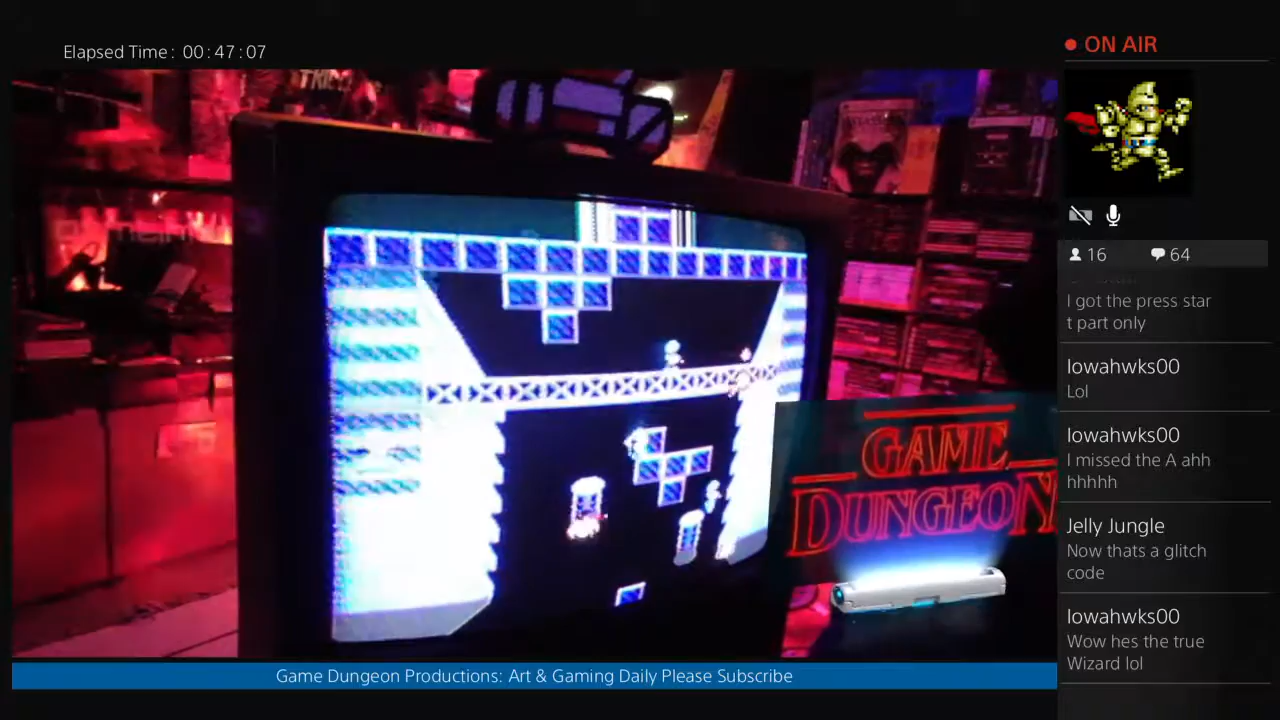 Elapsed Time: 00:47:07
ON AIR
16
64
I got the press star
t part only
Iowahwks00
Lol
Iowahwks00
I missed the A ahh
hhhhh
Jelly Jungle
Now thats a glitch
code
Iowahwks00
Wow hes the true
Wizard lol
GAME
DUNGEON
Game Dungeon Productions: Art & Gaming Daily Please Subscribe